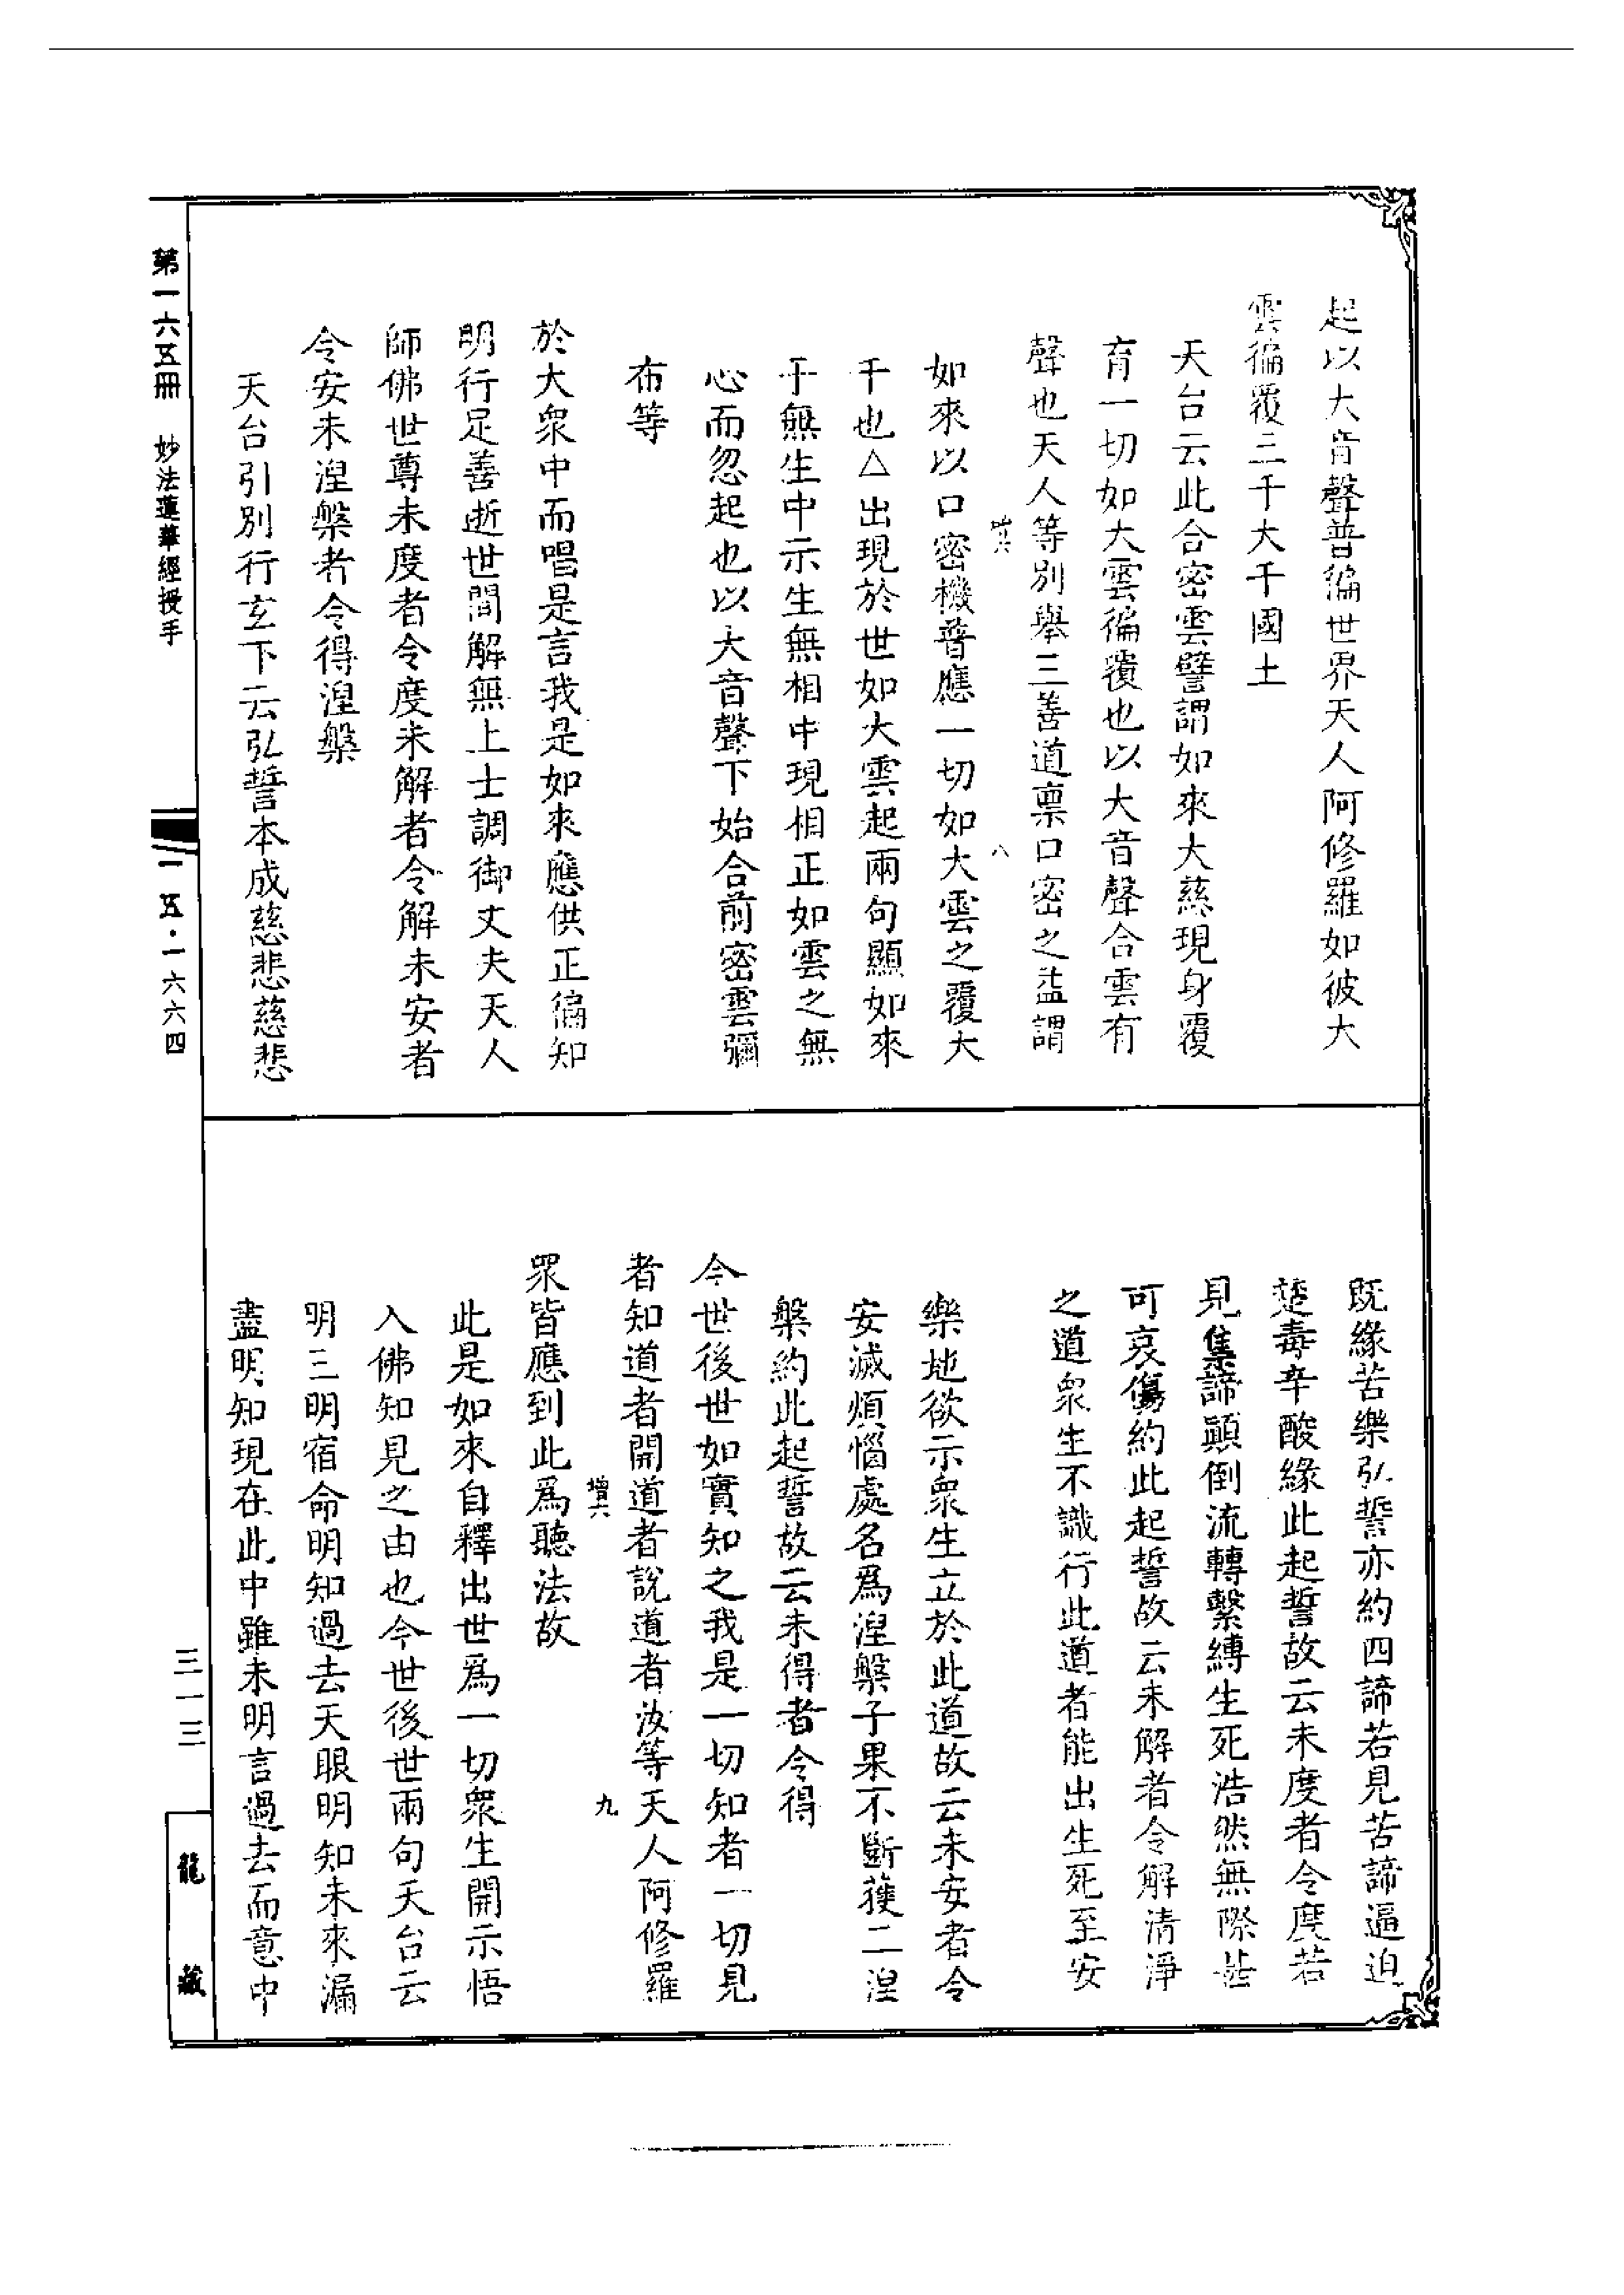 起以大音聲普徧世界天人阿修羅如彼大
雲徧覆三千大千國土
天台云此合密雲譬謂如來大慈現身覆
育一切如大雲徧覆也以大音聲合雲有
聲也天人等別舉三善道稟口密之益謂
八
如來以口密機普應一切如大雲之覆大
千也△出現於世如大雲起兩句顯如來
于無生中示生無相中現相正如雲之無
心而忽起也以大音聲下始合前密雲彌
布等
於大眾中而唱是言我是如來應供正徧知
明行足善逝世間解無上士調御丈夫天人
師佛世尊未度者令度未解者令解未安者
令安未涅槃者令得涅槃
天台引別行玄下云弘誓本成慈悲慈悲
既緣苦樂弘誓亦約四諦若見苦諦逼迫
楚毒辛酸緣此起誓故云未度者令度若
見集諦顛倒流轉繫縛生死浩然無際甚
可哀傷約此起誓故云未解者令解清淨
之道眾生不識行此道者能出生死至安
樂地欲示眾生立於此道故云未安者令
安滅煩惱處名爲涅槃子果不斷獲二涅
槃約此起誓故云未得者令得
今世後世如實知之我是一切知者一切見
者知道者開道者說道者汝等天人阿修羅
增六
九
眾皆應到此爲聽法故
此是如來自釋出世爲一切眾生開示悟
入佛知見之由也今世後世兩句天台云
明三明宿命明知過去天眼明知未來漏
盡明知現在此中雖未明言過去而意中
第一六五冊 妙法蓮華經授手
一五·一六六四
三一三
龍藏